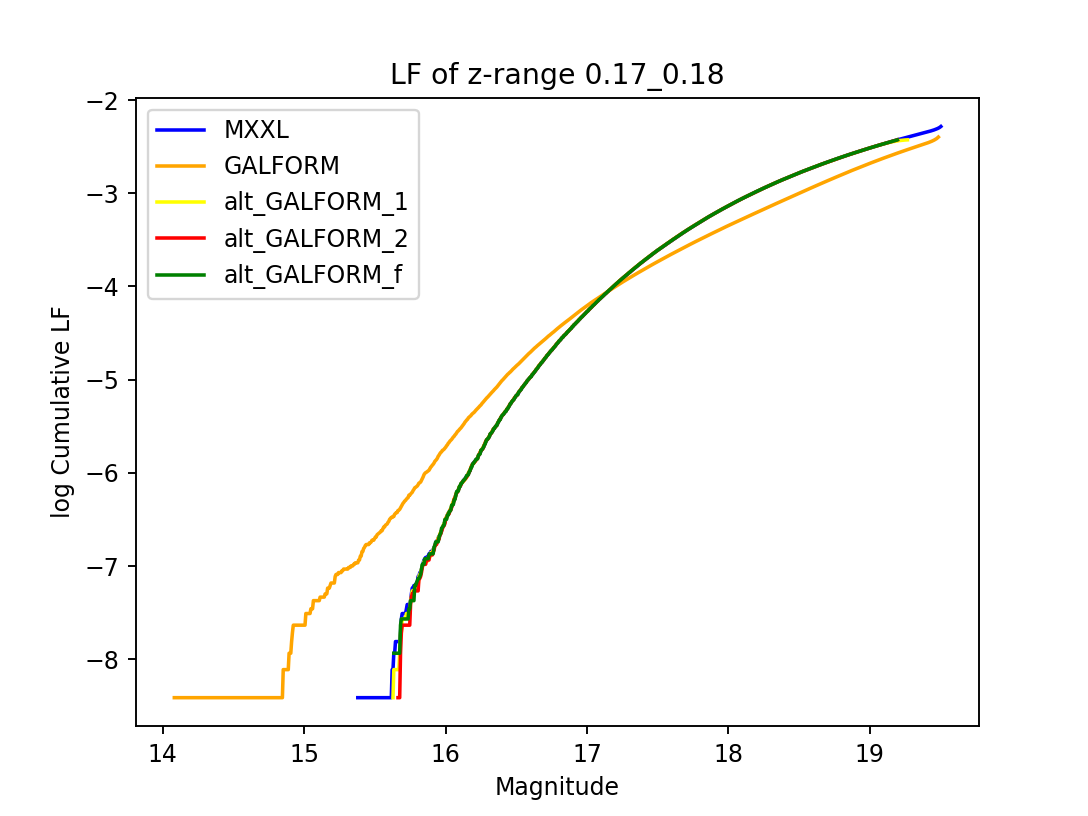 LF of z-range 0.17_0.18
MXXL
GALFORM
alt_GALFORM_1
alt_GALFORM_2
alt_GALFORM_f
log Cumulative LF
−2
−3
−4
−5
−6
−7
−8
14 15 16 17 18 19
Magnitude